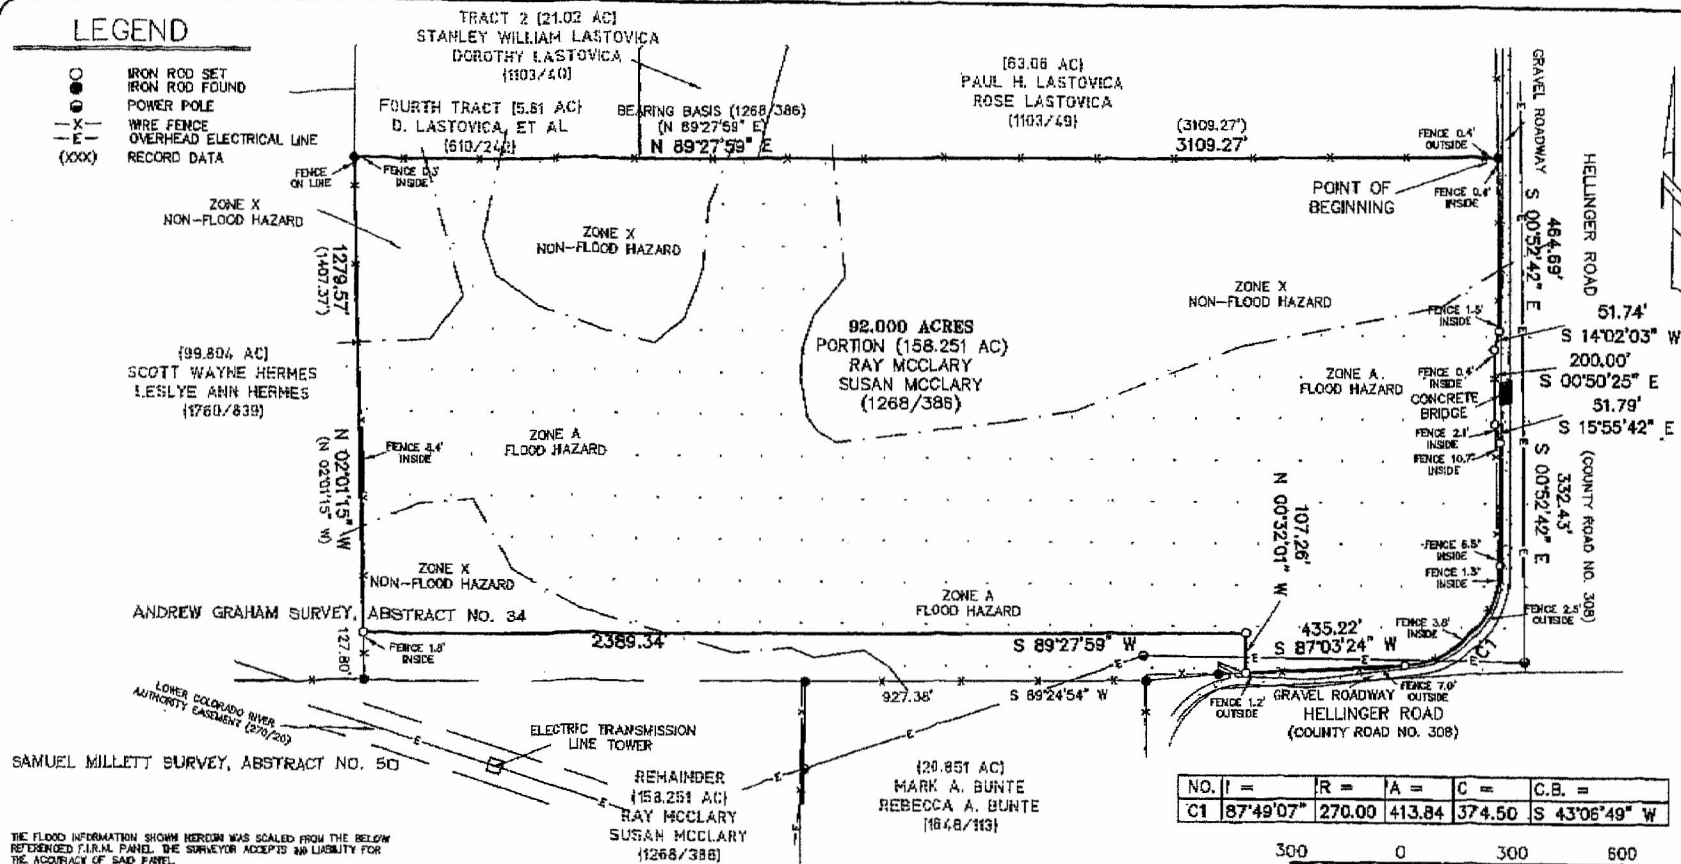 LEGEND
IRON ROD SET
IRON ROD FOUND
POWER POLE
—X— WIRE FENCE
—E— OVERHEAD ELECTRICAL LINE
(XXX) RECORD DATA
TRACT 2 [21.02 AC]
STANLEY WILLIAM LASTOVICA
DOROTHY LASTOVICA
(1103/40)
FOURTH TRACT [5.81 AC]
D. LASTOVICA, ET AL
BEARING BASIS (1268/386)
(N 89°27'59" E)
N 89°27'59" E
[63.06 AC]
PAUL H. LASTOVICA
ROSE LASTOVICA
(1103/49)
(3109.27')
3109.27'
FENCE 0.4'
OUTSIDE
POINT OF
BEGINNING
FENCE 0.4'
INSIDE
GRAVEL ROADWAY
HELLINGER ROAD
S 00°52'42" E
FENCE
ON LINE
FENCE 0.3'
INSIDE
ZONE X
NON-FLOOD HAZARD
ZONE X
NON-FLOOD HAZARD
ZONE X
NON-FLOOD HAZARD
1279.57'
(1407.37')
92.000 ACRES
PORTION (158.251 AC)
RAY MCCLARY
SUSAN MCCLARY
(1268/386)
[99.804 AC]
SCOTT WAYNE HERMES
LESLYE ANN HERMES
(1760/839)
FENCE 1.5'
INSIDE
51.74'
S 14°02'03" W
200.00'
S 00°50'25" E
51.79'
S 15°55'42" E
ZONE A
FLOOD HAZARD
FENCE 0.4'
INSIDE
CONCRETE
BRIDGE
FENCE 2.1'
INSIDE
FENCE 10.7'
INSIDE
(COUNTY ROAD NO. 308)
332.43'
S 00°52'42" E
N 02°01'15" W
(N 02°01'15" W)
INSIDE
ZONE A
FLOOD HAZARD
107.26'
N 00°32'01" W
INSIDE
FENCE 1.3'
INSIDE
ZONE X
NON-FLOOD HAZARD
ZONE A
FLOOD HAZARD
FENCE 2.5'
OUTSIDE
FENCE 3.8'
INSIDE
C1
ANDREW GRAHAM SURVEY, ABSTRACT NO. 34
127.80'
FENCE 1.8'
INSIDE
2389.34'
S 89°27'59" W
435.22'
S 87°03'24" W
927.38'
S 89°24'54" W
FENCE 1.2'
OUTSIDE
GRAVEL ROADWAY
FENCE 7.0'
OUTSIDE
HELLINGER ROAD
(COUNTY ROAD NO. 308)
LOWER COLORADO RIVER
AUTHORITY EASEMENT (270/20)
ELECTRIC TRANSMISSION
LINE TOWER
SAMUEL MILLETT SURVEY, ABSTRACT NO. 50
REMAINDER
(158.251 AC)
RAY MCCLARY
SUSAN MCCLARY
(1268/386)
(20.851 AC)
MARK A. BUNTE
REBECCA A. BUNTE
[1648/113]
NO. R = A = C = C.B. =
C1 87°49'07" 270.00 413.84 374.50 S 43°06'49" W
300 0 300 600
THE FLOOD INFORMATION SHOWN HEREON WAS SCALED FROM THE BELOW
REFERENCED F.I.R.M. PANEL. THE SURVEYOR ACCEPTS NO LIABILITY FOR
THE ACCURACY OF SAID PANEL.